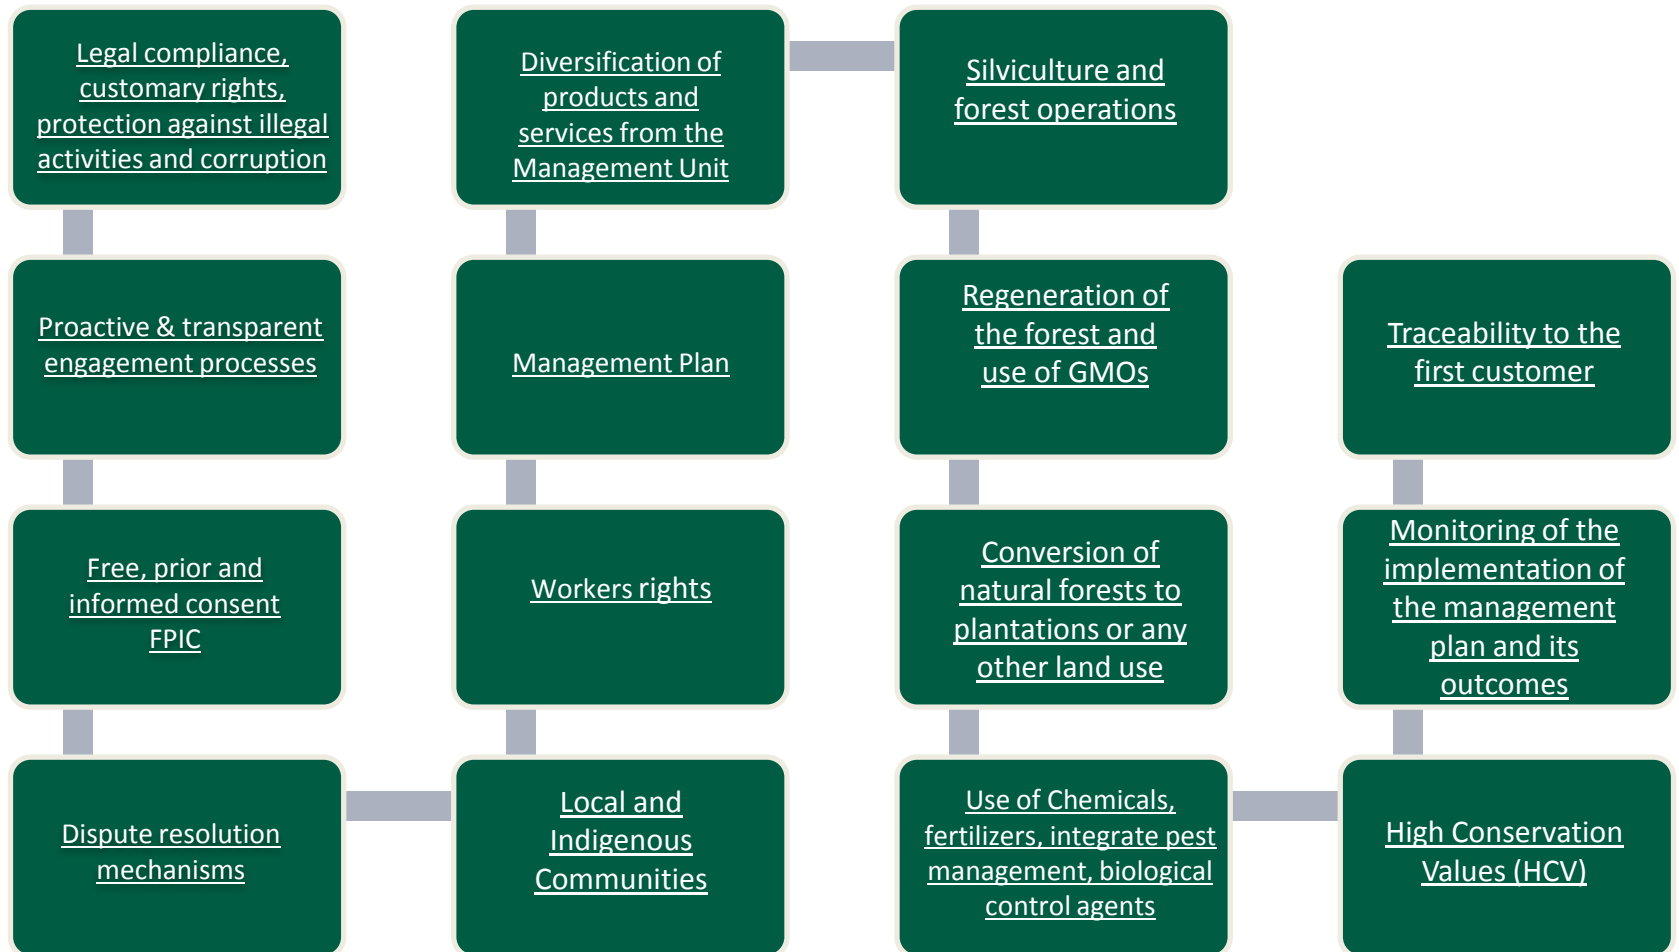 Legal compliance,
customary rights,
protection against illegal
activities and corruption
Proactive & transparent
engagement processes
Free, prior and
informed consent
FPIC
Dispute resolution
mechanisms
Local and
Indigenous
Communities
Workers rights
Management Plan
Diversification of
products and
services from the
Management Unit
Silviculture and
forest operations
Regeneration of
the forest and
use of GMOs
Conversion of
natural forests to
plantations or any
other land use
Use of Chemicals,
fertilizers, integrate pest
management, biological
control agents
High Conservation
Values (HCV)
Monitoring of the
implementation of
the management
plan and its
outcomes
Traceability to the
first customer